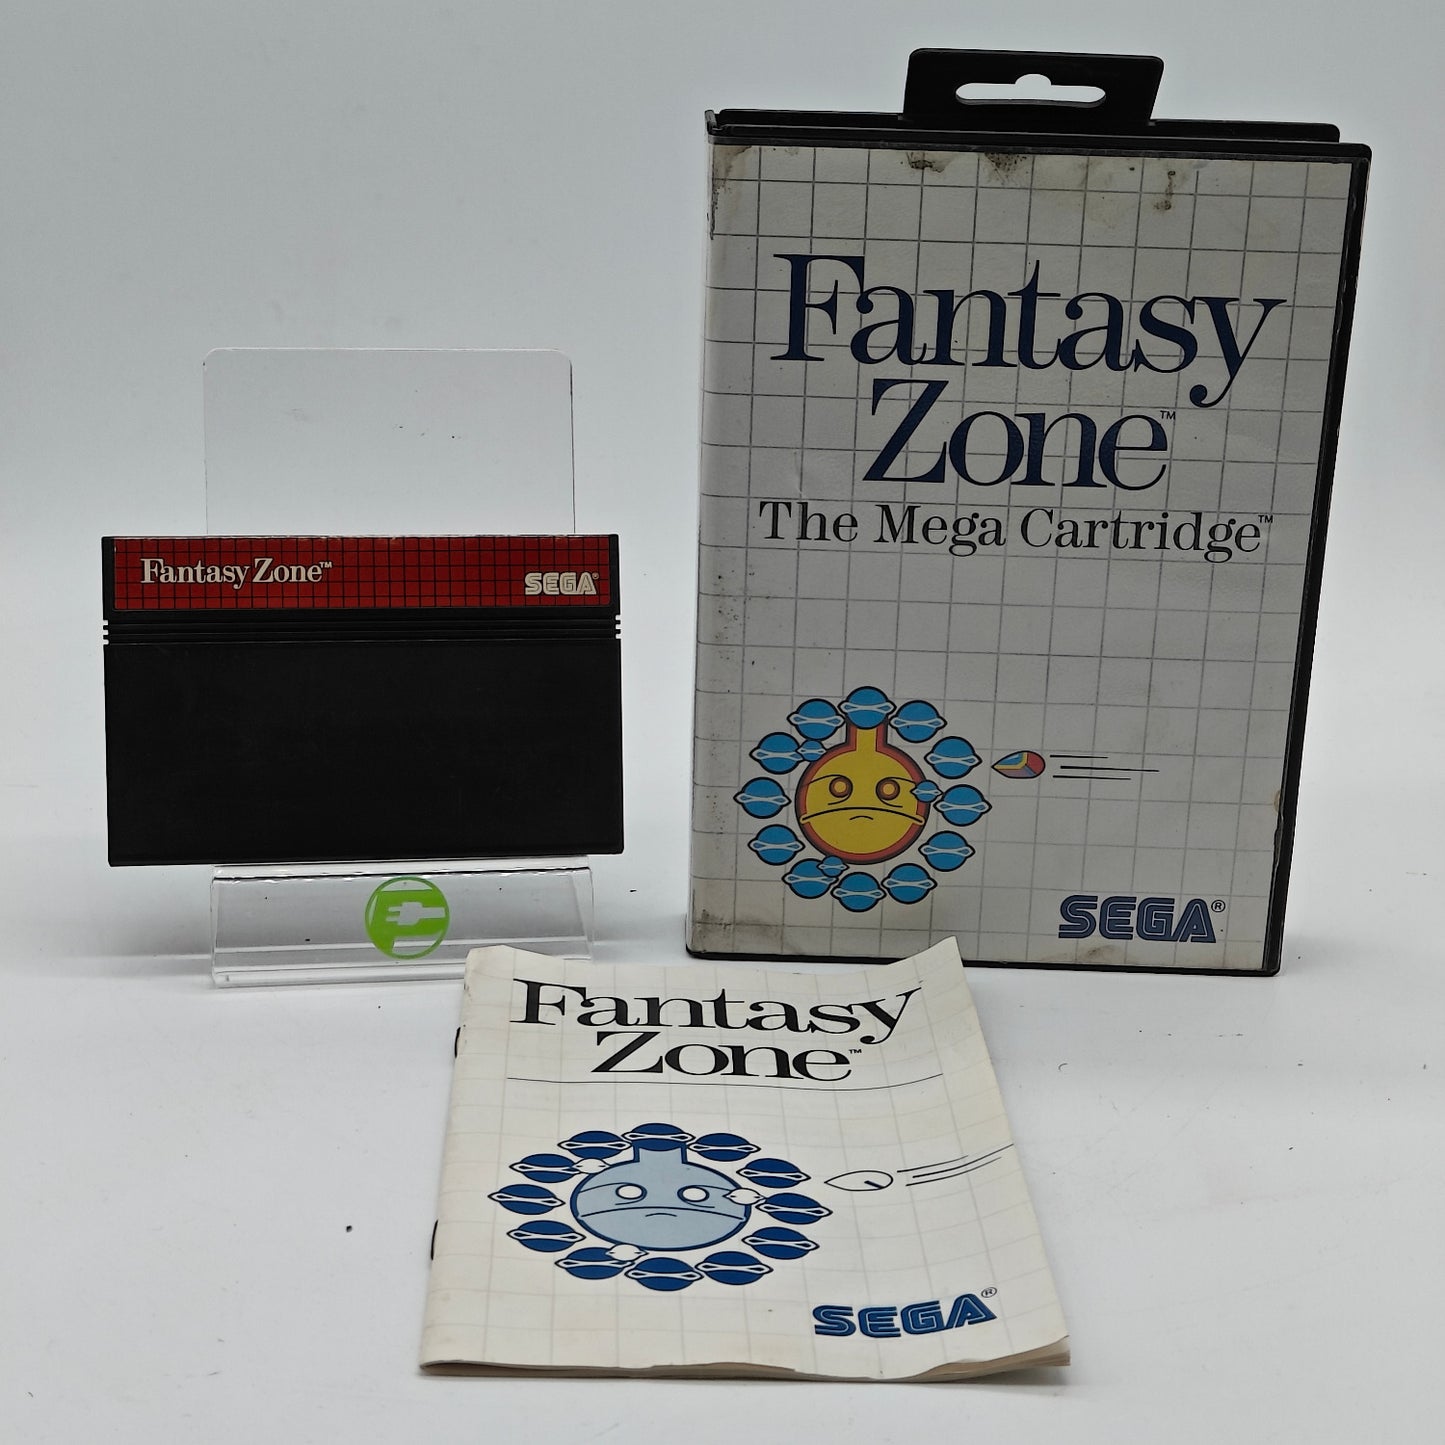 Fantasy
Zone™
The Mega Cartridge™
SEGA®
Fantasy Zone™
SEGA®
Fantasy
Zone™
SEGA®